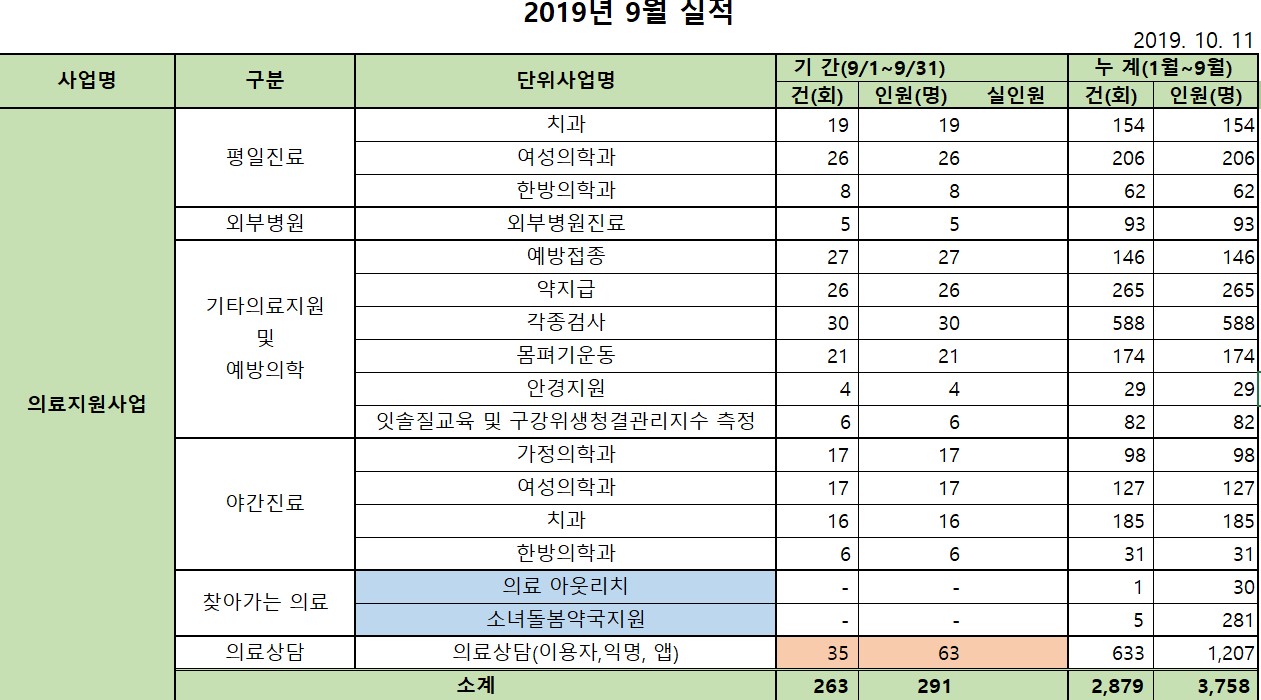 2019년 9월 실적
2019. 10. 11
사업명 구분 단위사업명 기 간(9/1~9/31) 누 계(1월~9월)
건(회) 인원(명) 실인원 건(회) 인원(명)
의료지원사업
평일진료
치과 19 19 154 154
여성의학과 26 26 206 206
한방의학과 8 8 62 62
외부병원 외부병원진료 5 5 93 93
기타의료지원
및
예방의학
예방접종 27 27 146 146
약지급 26 26 265 265
각종검사 30 30 588 588
몸펴기운동 21 21 174 174
안경지원 4 4 29 29
잇솔질교육 및 구강위생청결관리지수 측정 6 6 82 82
야간진료
가정의학과 17 17 98 98
여성의학과 17 17 127 127
치과 16 16 185 185
한방의학과 6 6 31 31
찾아가는 의료
의료 아웃리치 - - 1 30
소녀돌봄약국지원 - - 5 281
의료상담 의료상담(이용자,익명, 앱) 35 63 633 1,207
소계 263 291 2,879 3,758